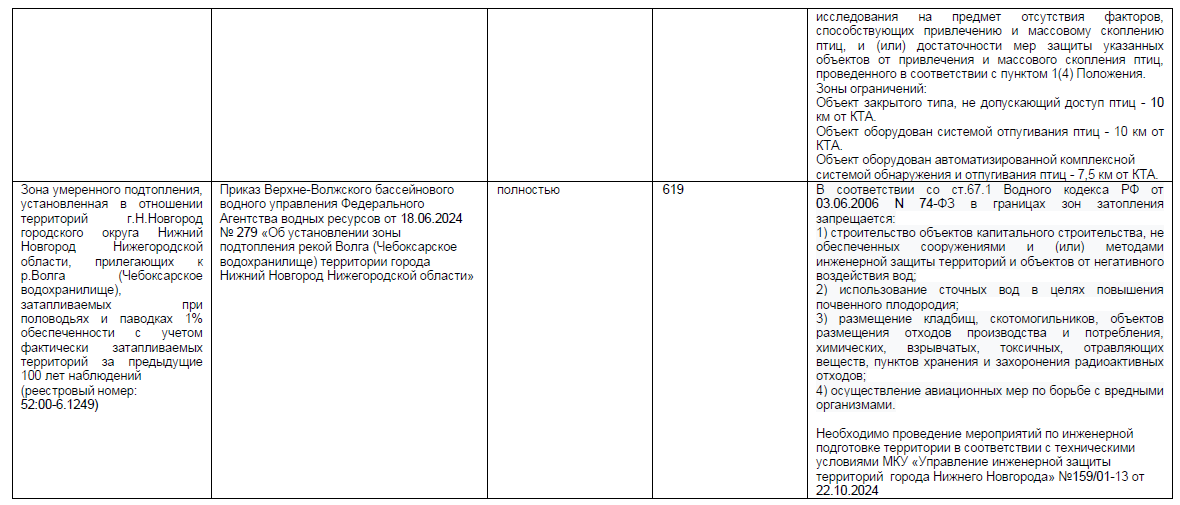 исследования на предмет отсутствия факторов,
способствующих привлечению и массовому скоплению
птиц, и (или) достаточности мер защиты указанных
объектов от привлечения и массового скопления птиц,
проведенного в соответствии с пунктом 1(4) Положения.
Зоны ограничений:
Объект закрытого типа, не допускающий доступ птиц - 10
км от КТА.
Объект оборудован системой отпугивания птиц - 10 км от
КТА.
Объект оборудован автоматизированной комплексной
системой обнаружения и отпугивания птиц - 7,5 км от КТА.
Зона умеренного подтопления,
установленная в отношении
территорий г.Н.Новгород
городского округа Нижний
Новгород Нижегородской
области, прилегающих к
р.Волга (Чебоксарское
водохранилище),
затапливаемых при
половодьях и паводках 1%
обеспеченности с учетом
фактически затапливаемых
территорий за предыдущие
100 лет наблюдений
(реестровый номер:
52:00-6.1249)
Приказ Верхне-Волжского бассейнового
водного управления Федерального
Агентства водных ресурсов от 18.06.2024
№ 279 «Об установлении зоны
подтопления рекой Волга (Чебоксарское
водохранилище) территории города
Нижний Новгород Нижегородской области»
полностью
619
В соответствии со ст.67.1 Водного кодекса РФ от
03.06.2006 N 74-ФЗ в границах зон затопления
запрещается:
1) строительство объектов капитального строительства, не
обеспеченных сооружениями и (или) методами
инженерной защиты территорий и объектов от негативного
воздействия вод;
2) использование сточных вод в целях повышения
почвенного плодородия;
3) размещение кладбищ, скотомогильников, объектов
размещения отходов производства и потребления,
химических, взрывчатых, токсичных, отравляющих
веществ, пунктов хранения и захоронения радиоактивных
отходов;
4) осуществление авиационных мер по борьбе с вредными
организмами.
Необходимо проведение мероприятий по инженерной
подготовке территории в соответствии с техническими
условиями МКУ «Управление инженерной защиты
территорий города Нижнего Новгорода» №159/01-13 от
22.10.2024